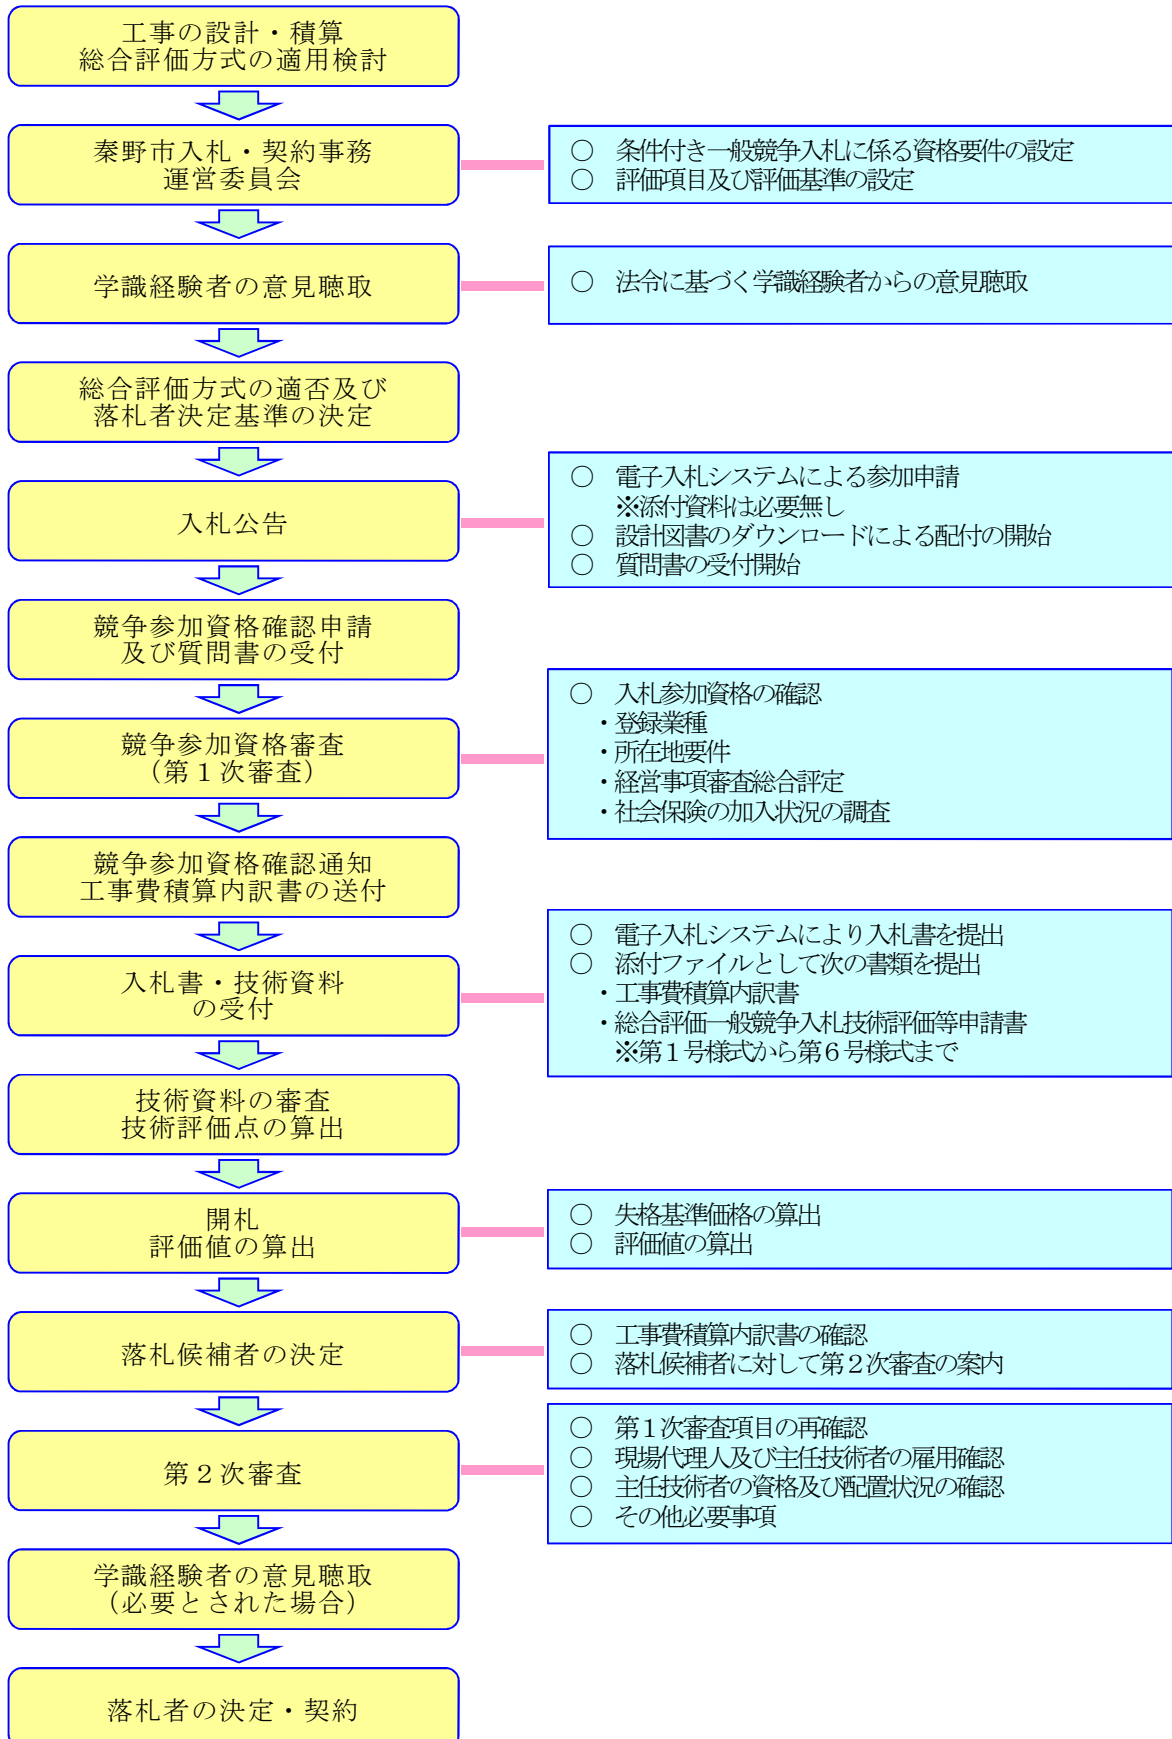 工事の設計・積算
総合評価方式の適用検討
秦野市入札・契約事務
運営委員会
○ 条件付き一般競争入札に係る資格要件の設定
○ 評価項目及び評価基準の設定
学識経験者の意見聴取
○ 法令に基づく学識経験者からの意見聴取
総合評価方式の適否及び
落札者決定基準の決定
入札公告
○ 電子入札システムによる参加申請
※添付資料は必要無し
○ 設計図書のダウンロードによる配付の開始
○ 質問書の受付開始
競争参加資格確認申請
及び質問書の受付
競争参加資格審査
（第１次審査）
○ 入札参加資格の確認
・登録業種
・所在地要件
・経営事項審査総合評定
・社会保険の加入状況の調査
競争参加資格確認通知
工事費積算内訳書の送付
入札書・技術資料
の受付
○ 電子入札システムにより入札書を提出
○ 添付ファイルとして次の書類を提出
・工事費積算内訳書
・総合評価一般競争入札技術評価等申請書
※第１号様式から第６号様式まで
技術資料の審査
技術評価点の算出
開札
評価値の算出
○ 失格基準価格の算出
○ 評価値の算出
落札候補者の決定
○ 工事費積算内訳書の確認
○ 落札候補者に対して第２次審査の案内
第２次審査
○ 第１次審査項目の再確認
○ 現場代理人及び主任技術者の雇用確認
○ 主任技術者の資格及び配置状況の確認
○ その他必要事項
学識経験者の意見聴取
（必要とされた場合）
落札者の決定・契約